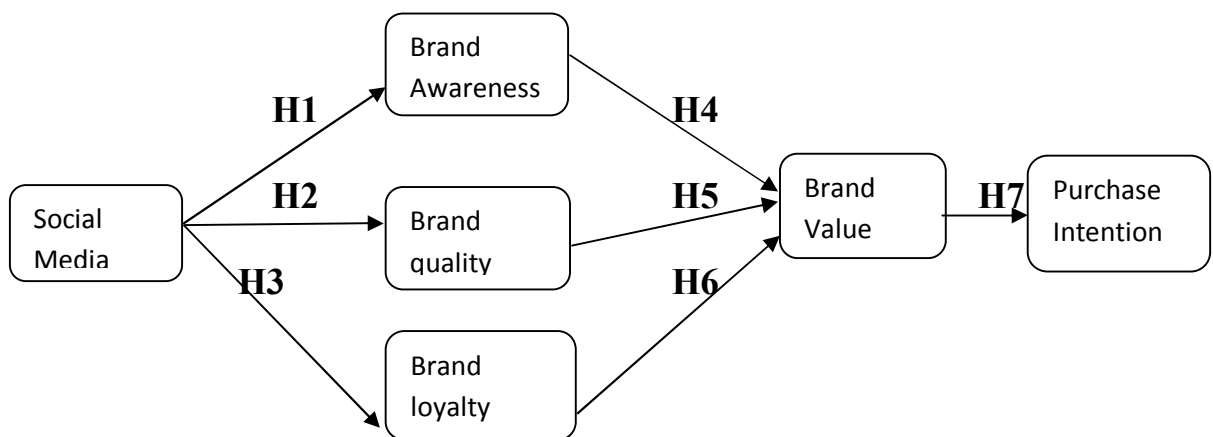 Brand
Awareness
H1
H4
Social
Media
H2
Brand
quality
H5
Brand
Value
H7
Purchase
Intention
H3
H6
Brand
loyalty